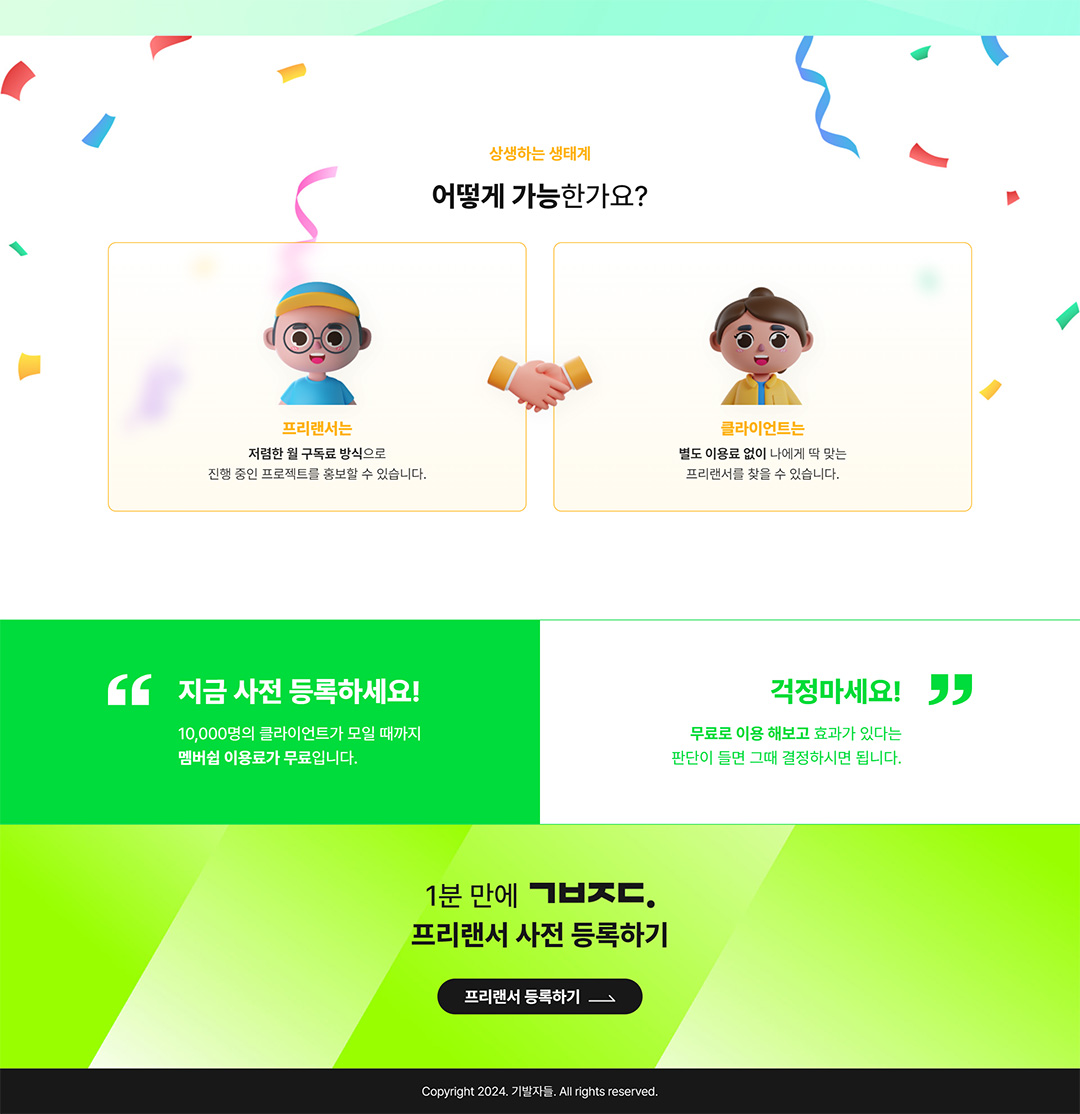 상생하는 생태계
어떻게 가능한가요?
프리랜서는
저렴한 월 구독료 방식으로
진행 중인 프로젝트를 홍보할 수 있습니다.
클라이언트는
별도 이용료 없이 나에게 딱 맞는
프리랜서를 찾을 수 있습니다.
“ 지금 사전 등록하세요!
10,000명의 클라이언트가 모일 때까지
멤버쉽 이용료가 무료입니다.
걱정마세요! ”
무료로 이용 해보고 효과가 있다는
판단이 들면 그때 결정하시면 됩니다.
1분 만에 ㄱㅂㅈㄷ.
프리랜서 사전 등록하기
프리랜서 등록하기
Copyright 2024. 기발자들. All rights reserved.